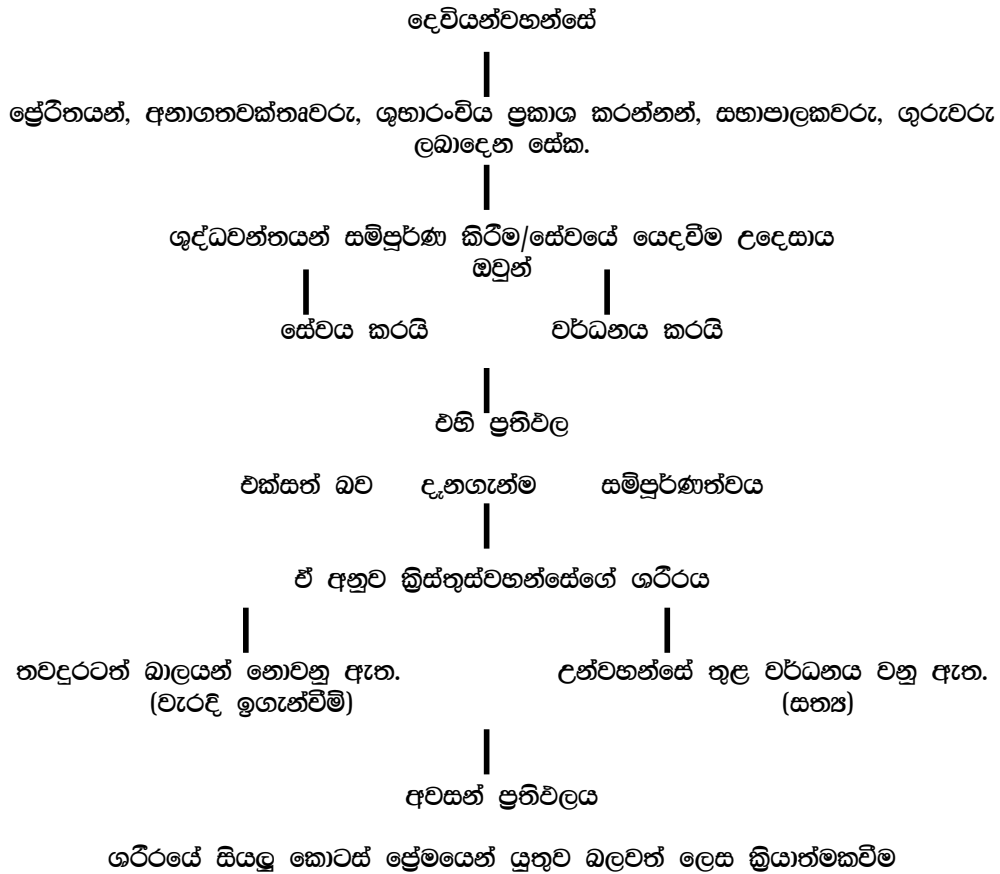 දෙවියන්වහන්සේ
ප්‍රේරිතයන්, අනාගතවක්තෘවරු, ශුභාරංචිය ප්‍රකාශ කරන්නන්, සභාපාලකවරු, ගුරුවරු
ලබාදෙන සේක.
ශුද්ධවන්තයන් සම්පූර්ණ කිරීම/සේවයේ යෙදවීම උදෙසාය
ඔවුන්
සේවය කරයි වර්ධනය කරයි
එහි ප්‍රතිඵල
එක්සත් බව දැනගැන්ම සම්පූර්ණත්වය
ඒ අනුව ක්‍රිස්තුස්වහන්සේගේ ශරීරය
තවදුරටත් බාලයන් නොවනු ඇත. උන්වහන්සේ තුළ වර්ධනය වනු ඇත.
(වැරදි ඉගැන්වීම්) (සත්‍ය)
අවසන් ප්‍රතිඵලය
ශරීරයේ සියලු කොටස් ප්‍රේමයෙන් යුතුව බලවත් ලෙස ක්‍රියාත්මකවීම